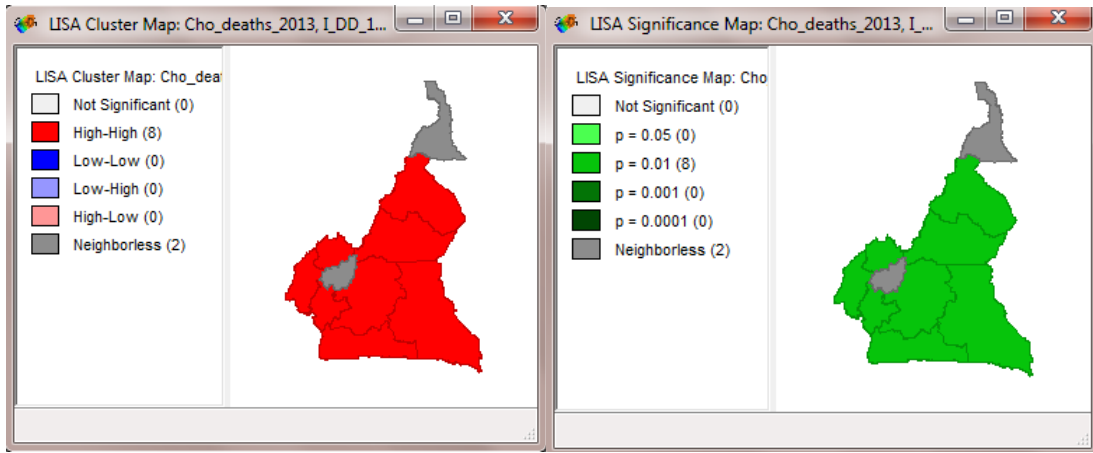 LISA Cluster Map: Cho_deaths_2013, I_DD_1...
LISA Cluster Map: Cho_dea
Not Significant (0)
High-High (8)
Low-Low (0)
Low-High (0)
High-Low (0)
Neighborless (2)
LISA Significance Map: Cho_deaths_2013, I_...
LISA Significance Map: Cho
Not Significant (0)
p = 0.05 (0)
p = 0.01 (8)
p = 0.001 (0)
p = 0.0001 (0)
Neighborless (2)